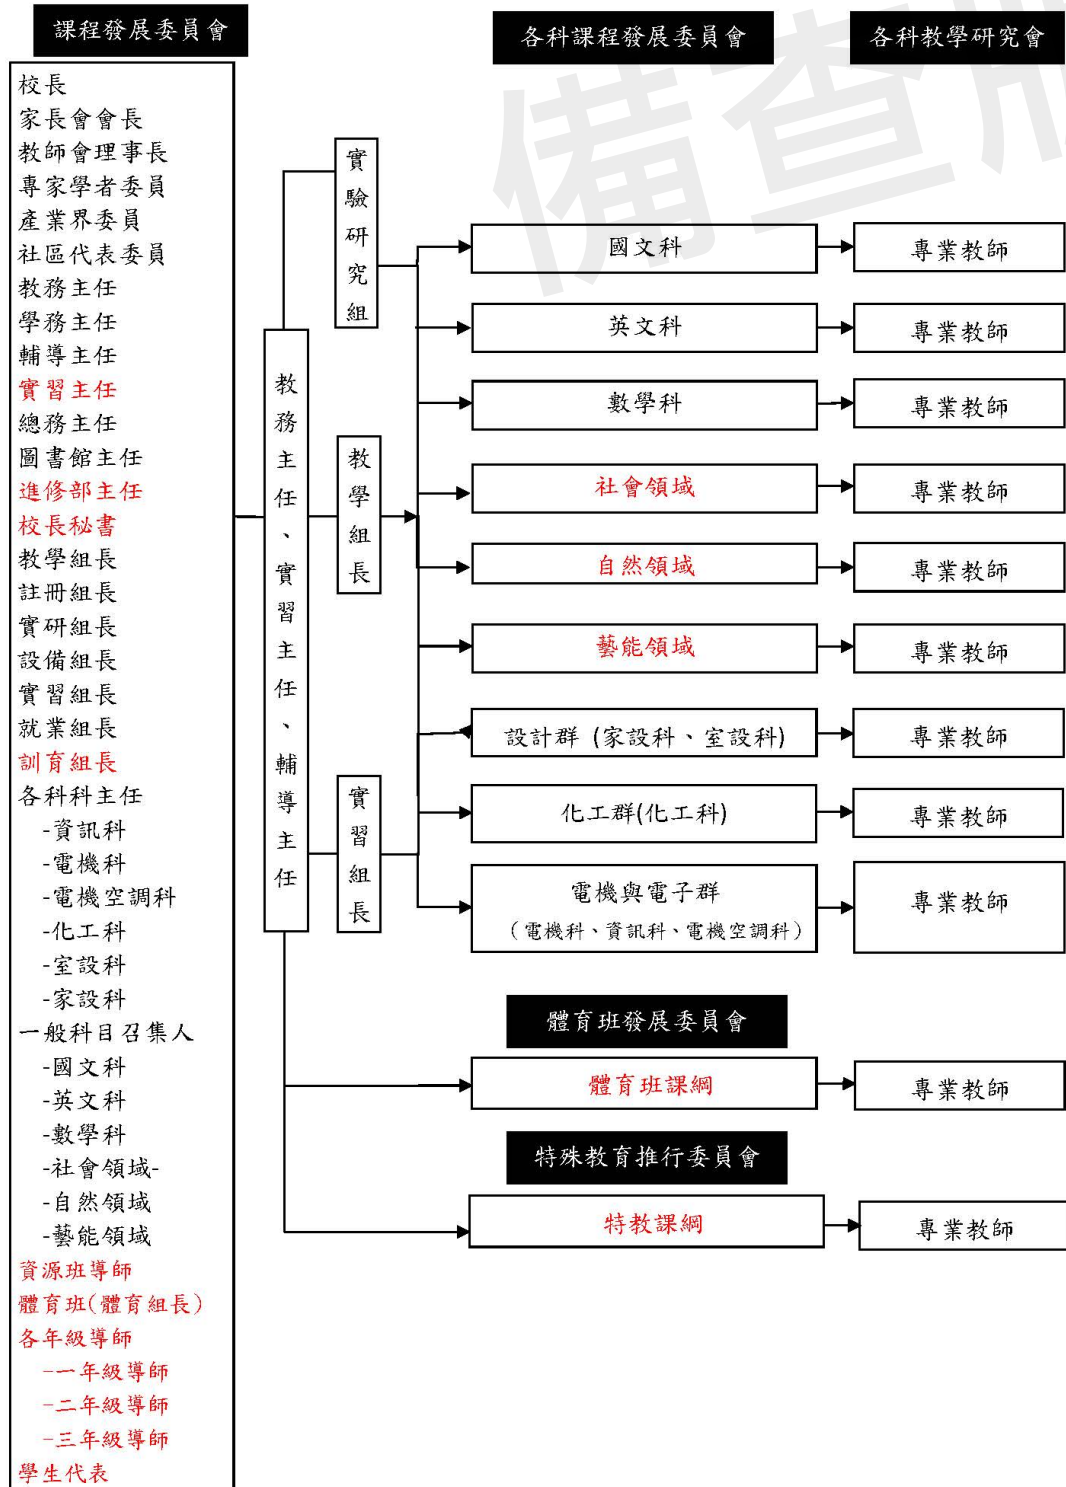 課程發展委員會
校長
家長會會長
教師會理事長
專家學者委員
產業界委員
社區代表委員
教務主任
學務主任
輔導主任
實習主任
總務主任
圖書館主任
進修部主任
校長秘書
教學組長
註冊組長
實研組長
設備組長
實習組長
就業組長
訓育組長
各科科主任
-資訊科
-電機科
-電機空調科
-化工科
-室設科
-家設科
一般科目召集人
-國文科
-英文科
-數學科
-社會領域-
-自然領域
-藝能領域
資源班導師
體育班(體育組長)
各年級導師
-一年級導師
-二年級導師
-三年級導師
學生代表
教務主任、實習主任、輔導主任
實驗研究組
教學組長
實習組長
各科課程發展委員會
各科教學研究會
國文科
專業教師
英文科
專業教師
數學科
專業教師
社會領域
專業教師
自然領域
專業教師
藝能領域
專業教師
設計群 (家設科、室設科)
專業教師
化工群(化工科)
專業教師
電機與電子群
(電機科、資訊科、電機空調科)
專業教師
體育班發展委員會
體育班課綱
專業教師
特殊教育推行委員會
特教課綱
專業教師
備查版